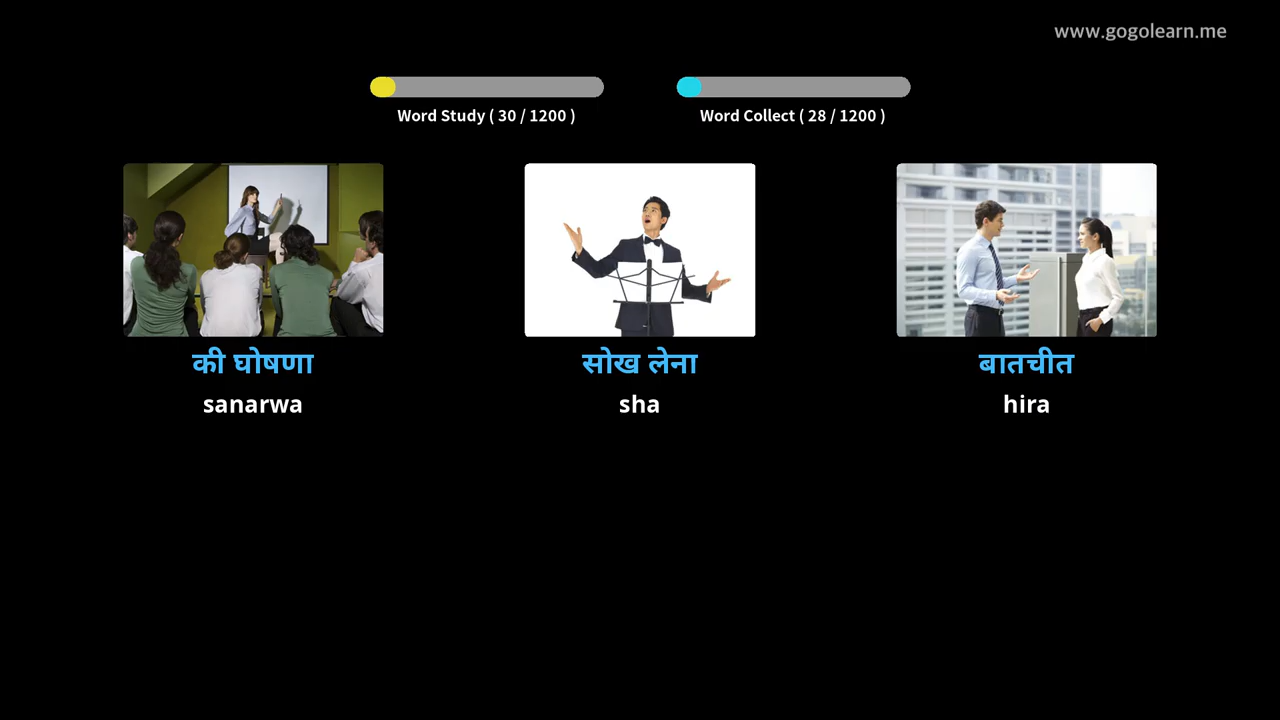 www.gogolearn.me
Word Study ( 30 / 1200 )
Word Collect ( 28 / 1200 )
की घोषणा
सोख लेना
बातचीत
sanarwa
sha
hira